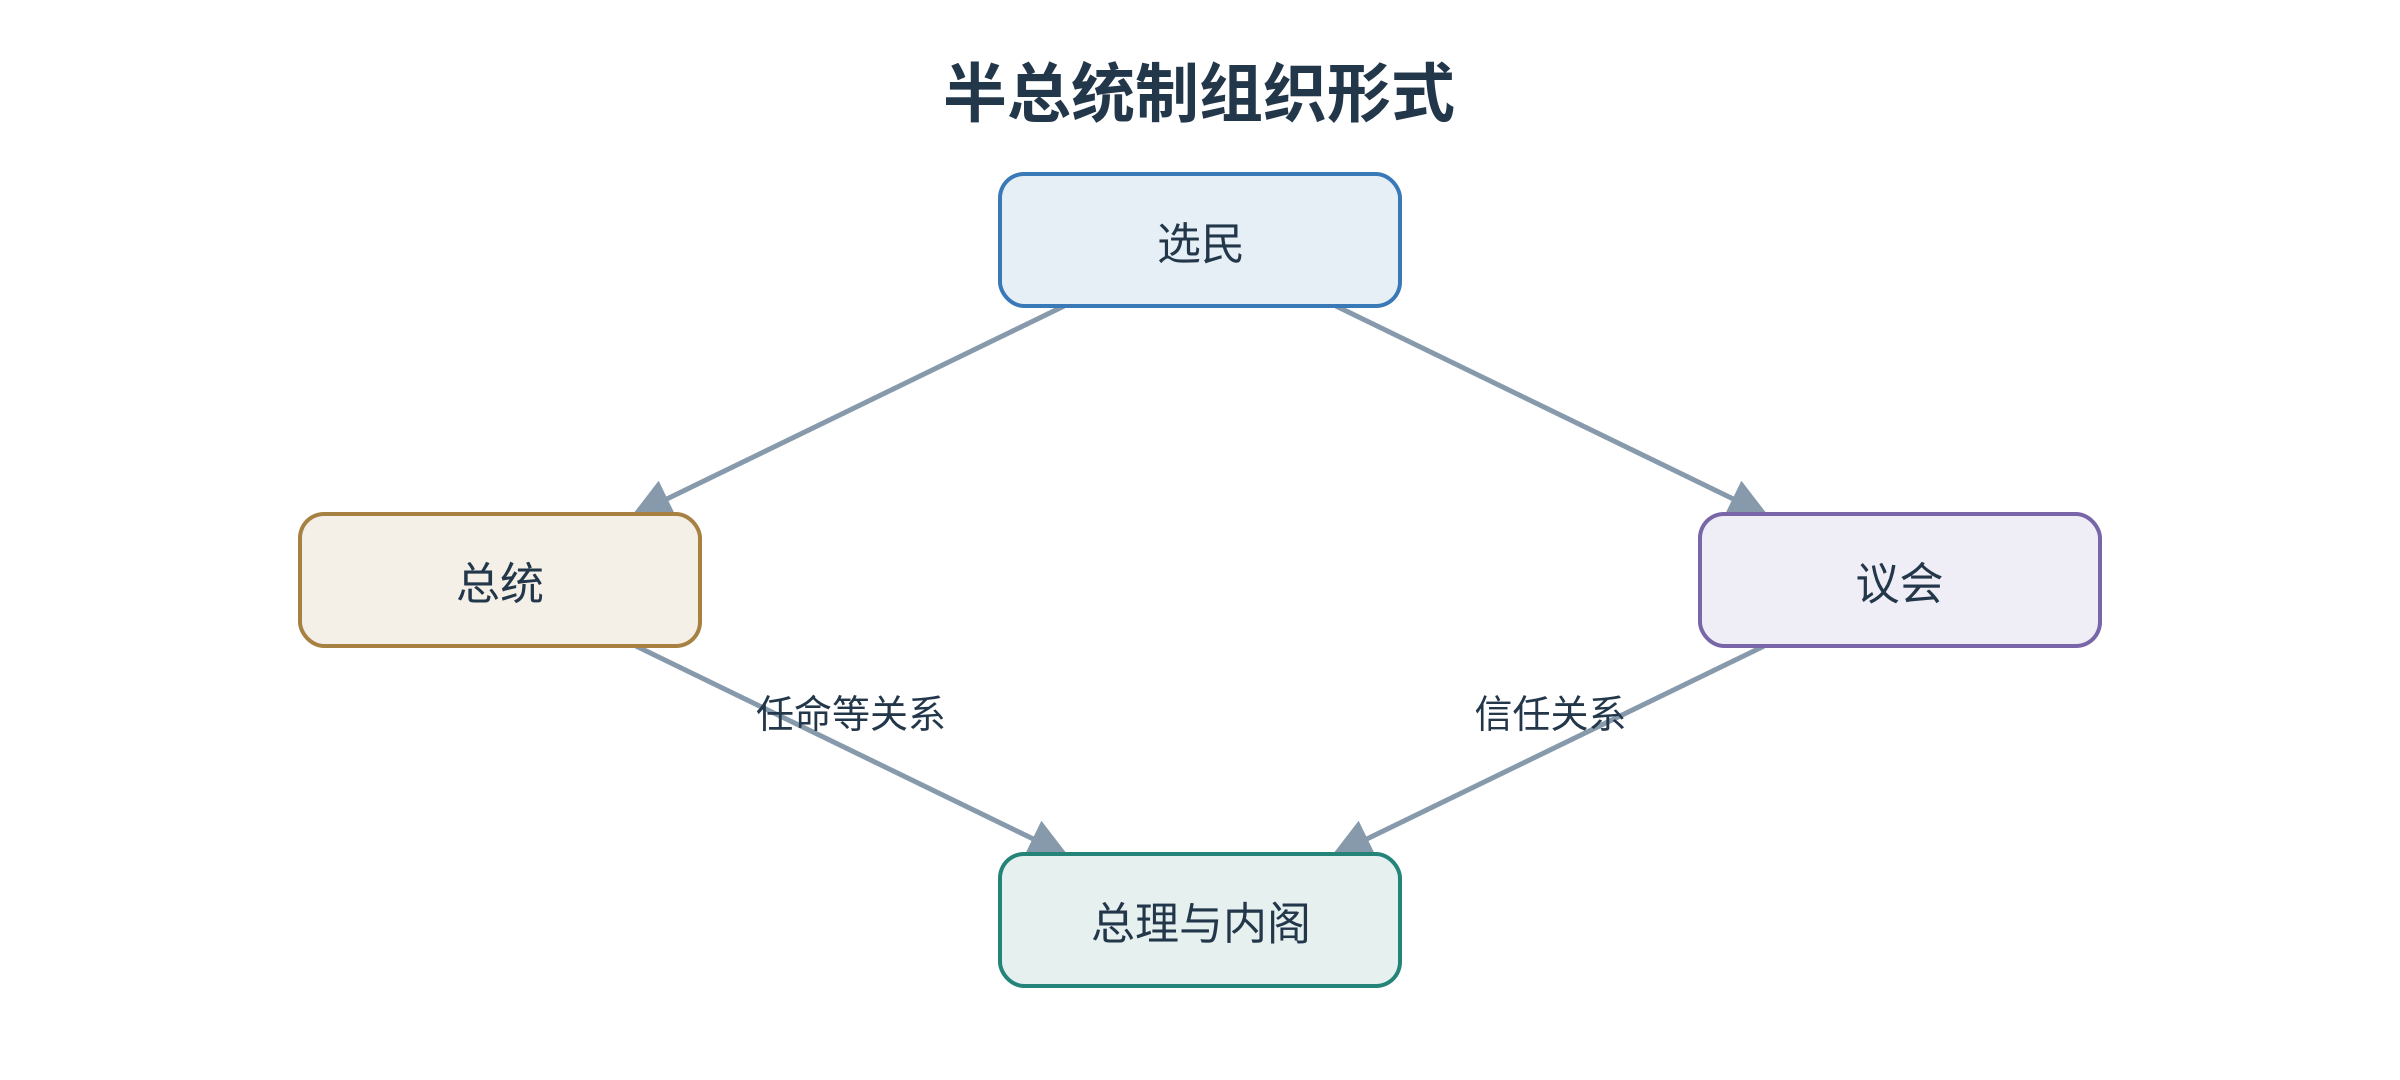 半总统制组织形式
选民
总统
议会
任命等关系
信任关系
总理与内阁